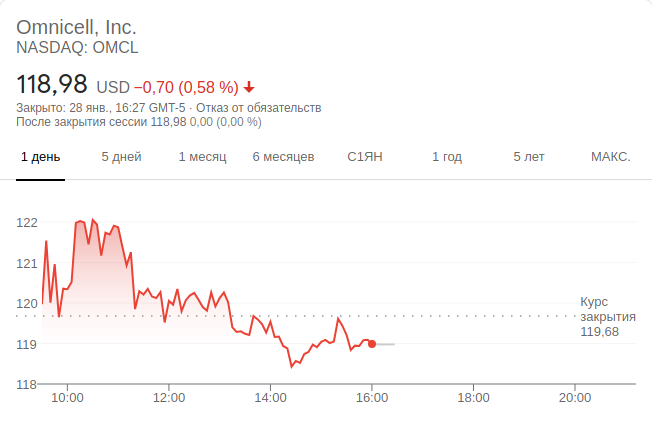 Omnicell, Inc.
NASDAQ: OMCL
118,98 USD −0,70 (0,58 %)
Закрыто: 28 янв., 16:27 GMT-5 · Отказ от обязательств
После закрытия сессии 118,98 0,00 (0,00 %)
1 день 5 дней 1 месяц 6 месяцев С1ЯН 1 год 5 лет МАКС.
122
121
120
Курс
закрытия
119,68
119
118
10:00 12:00 14:00 16:00 18:00 20:00